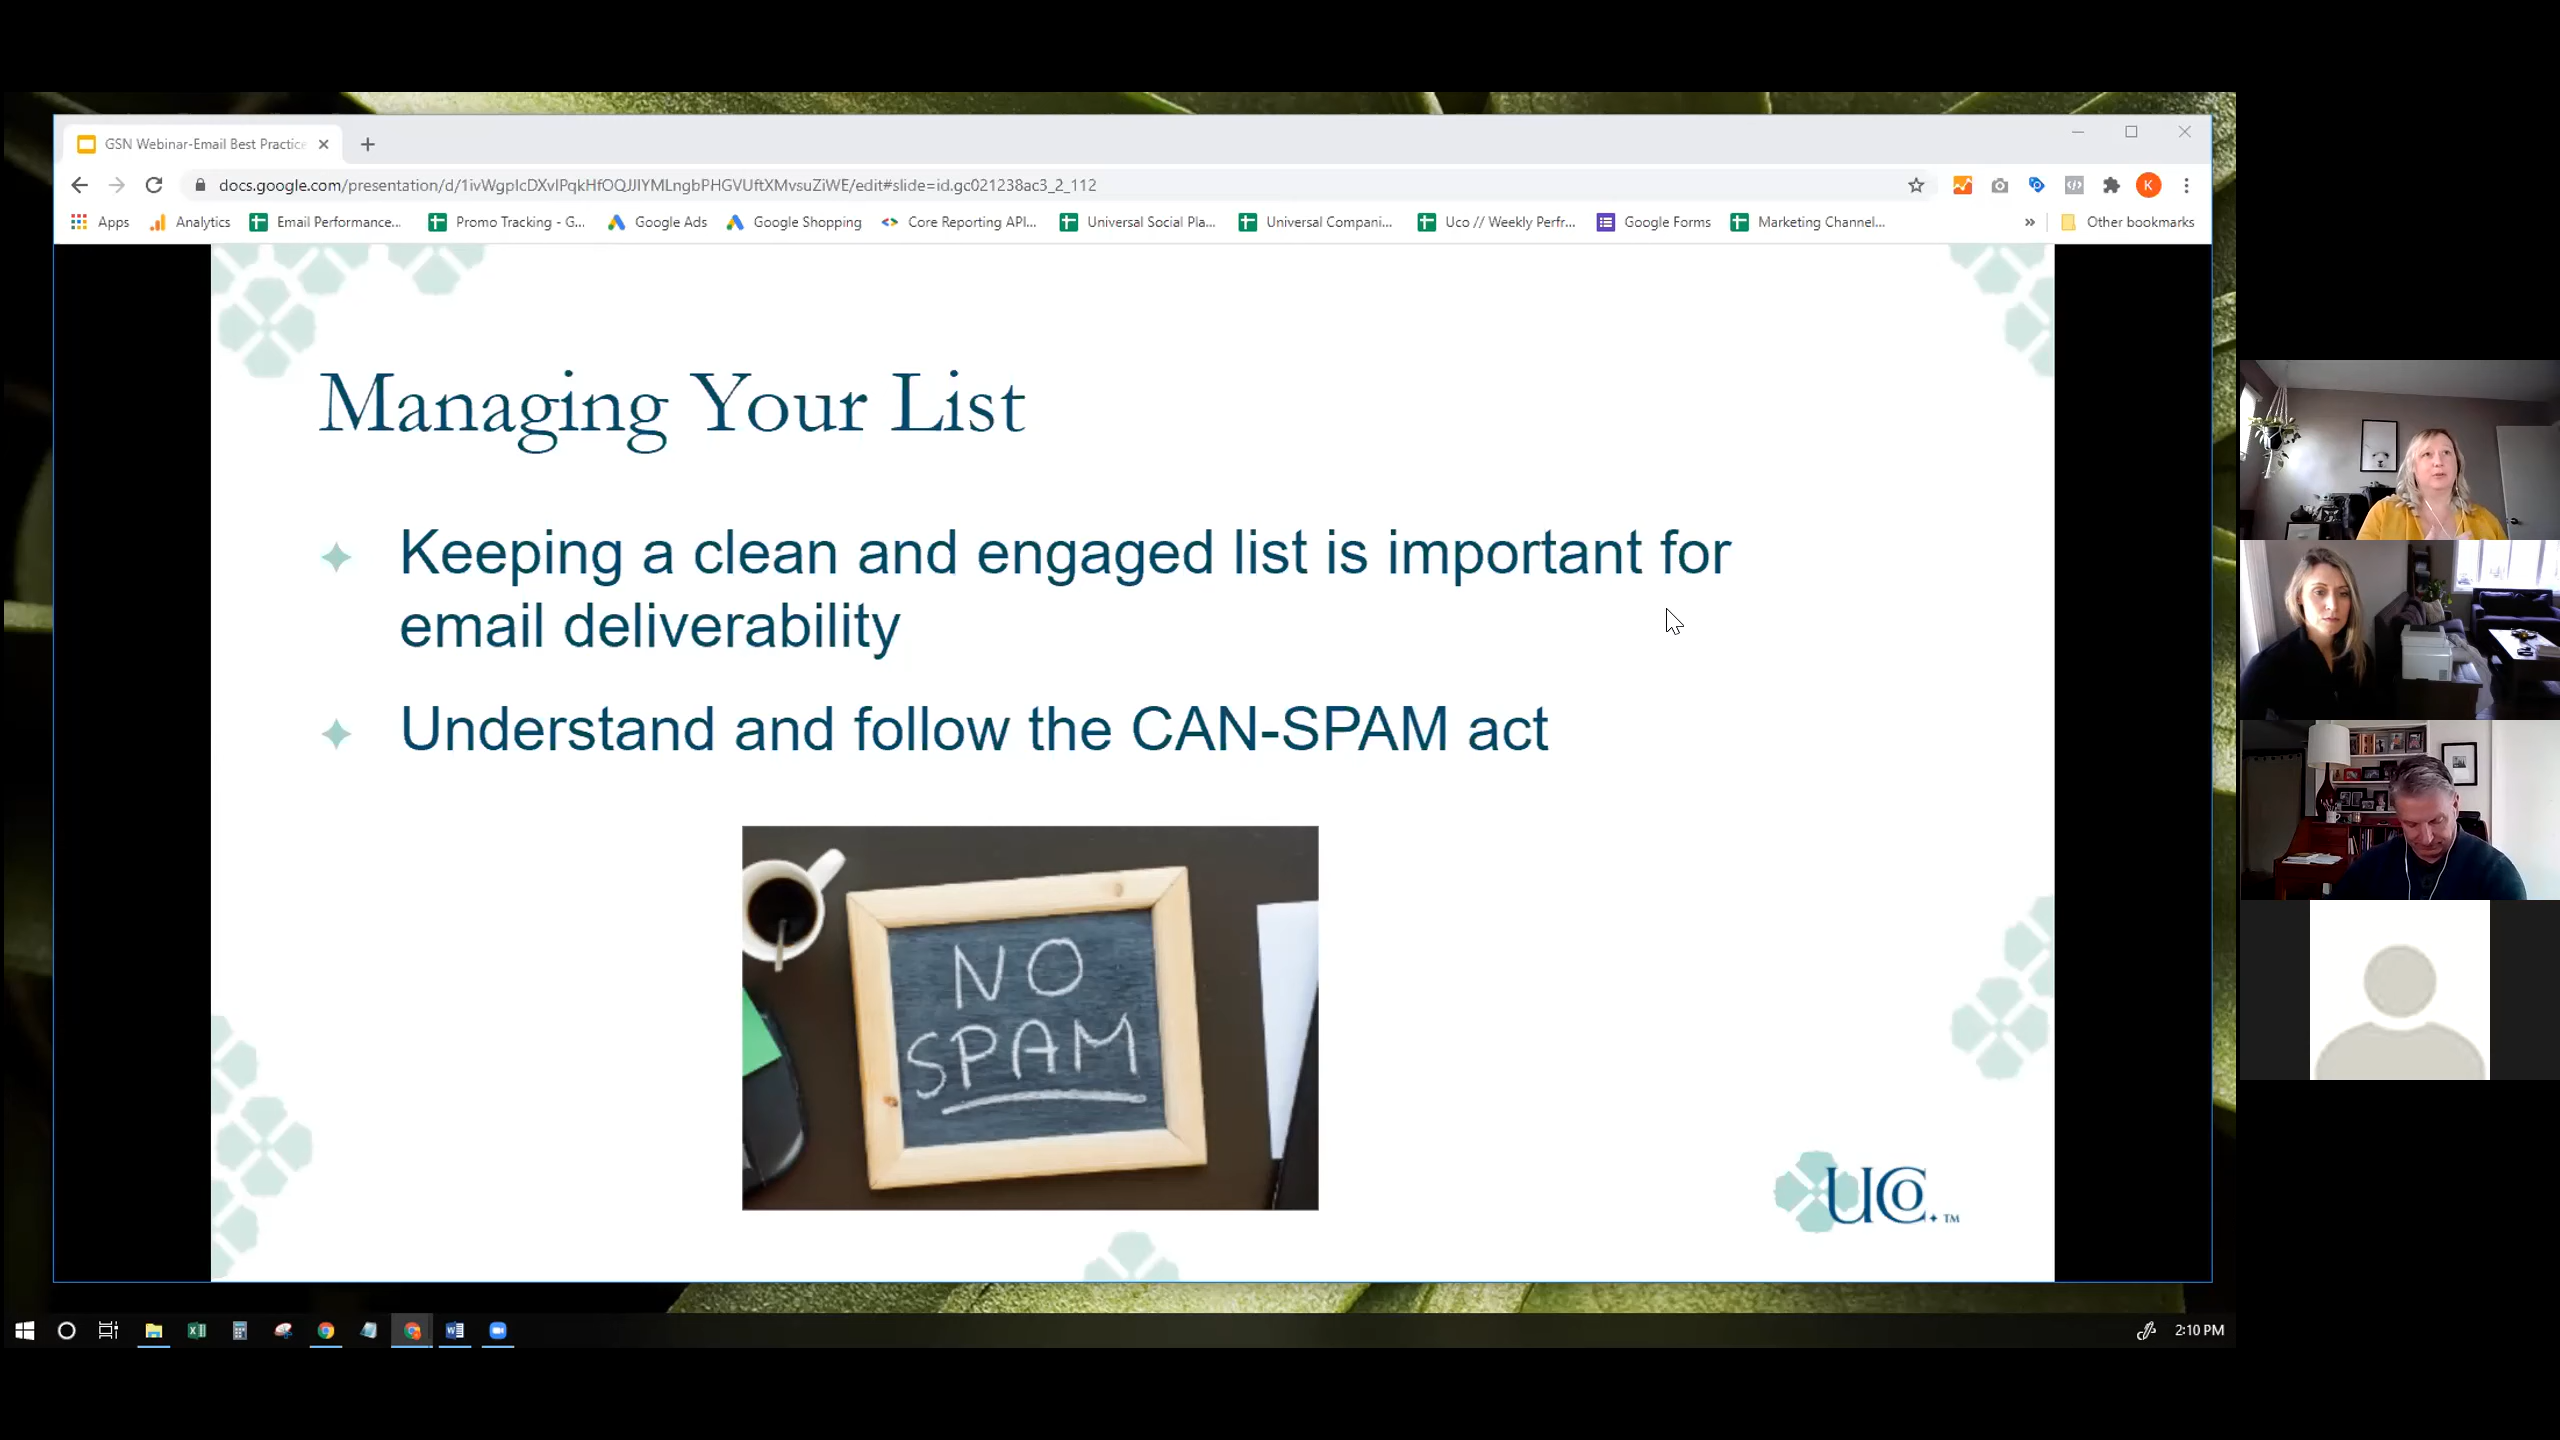 GSN Webinar-Email Best Practice
docs.google.com/presentation/d/1ivWgpIcDXvIPqkHfOQJJIYMLngbPHGVUftXMvsuZiWE/edit#slide=id.gc021238ac3_2_112
K
Apps Analytics Email Performance... Promo Tracking - G... Google Ads Google Shopping Core Reporting API... Universal Social Pla... Universal Compani... Uco // Weekly Perfr... Google Forms Marketing Channel... » Other bookmarks
Managing Your List
Keeping a clean and engaged list is important for
email deliverability
Understand and follow the CAN-SPAM act
NO
SPAM
UCo.™
2:10 PM